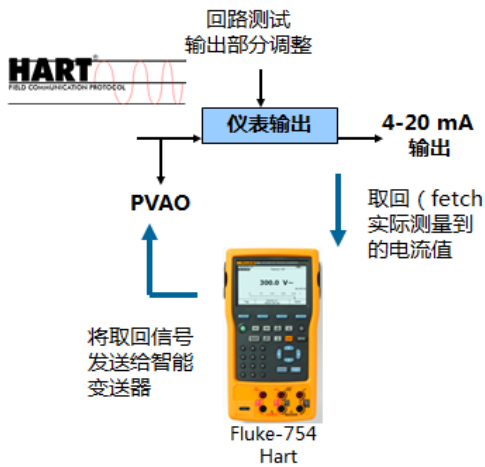 回路测试
输出部分调整
HART
FIELD COMMUNICATION PROTOCOL
仪表输出
4-20 mA
输出
PVAO
取回（fetch
实际测量到
的电流值
300.0 V~
将取回信号
发送给智能
变送器
Fluke-754
Hart